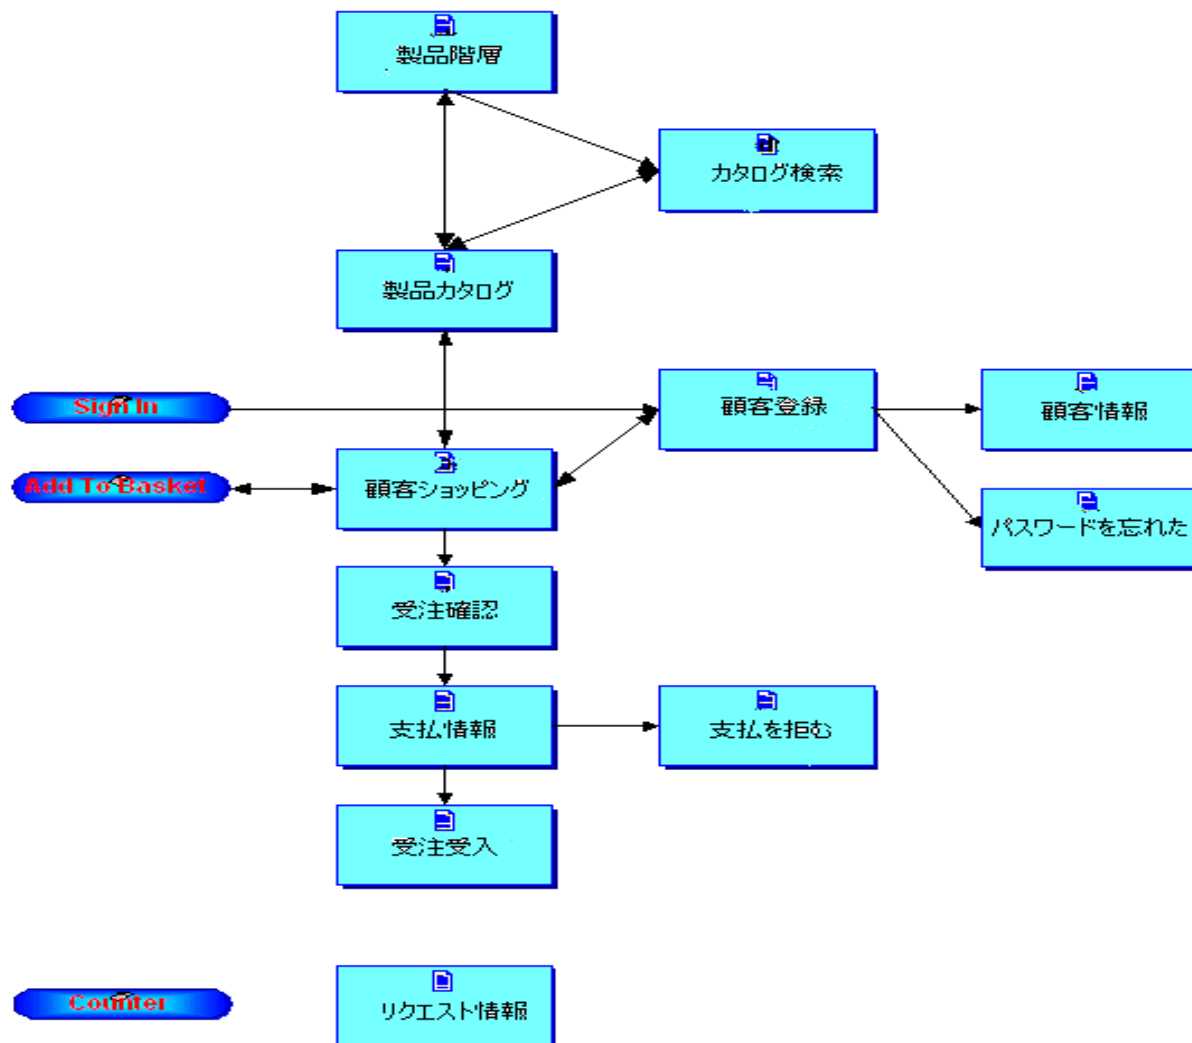 製品階層
カタログ検索
製品カタログ
Sign In
顧客登録
顧客情報
Add To Basket
顧客ショッピング
パスワードを忘れた
受注確認
支払情報
支払を拒む
受注受入
Counter
リクエスト情報